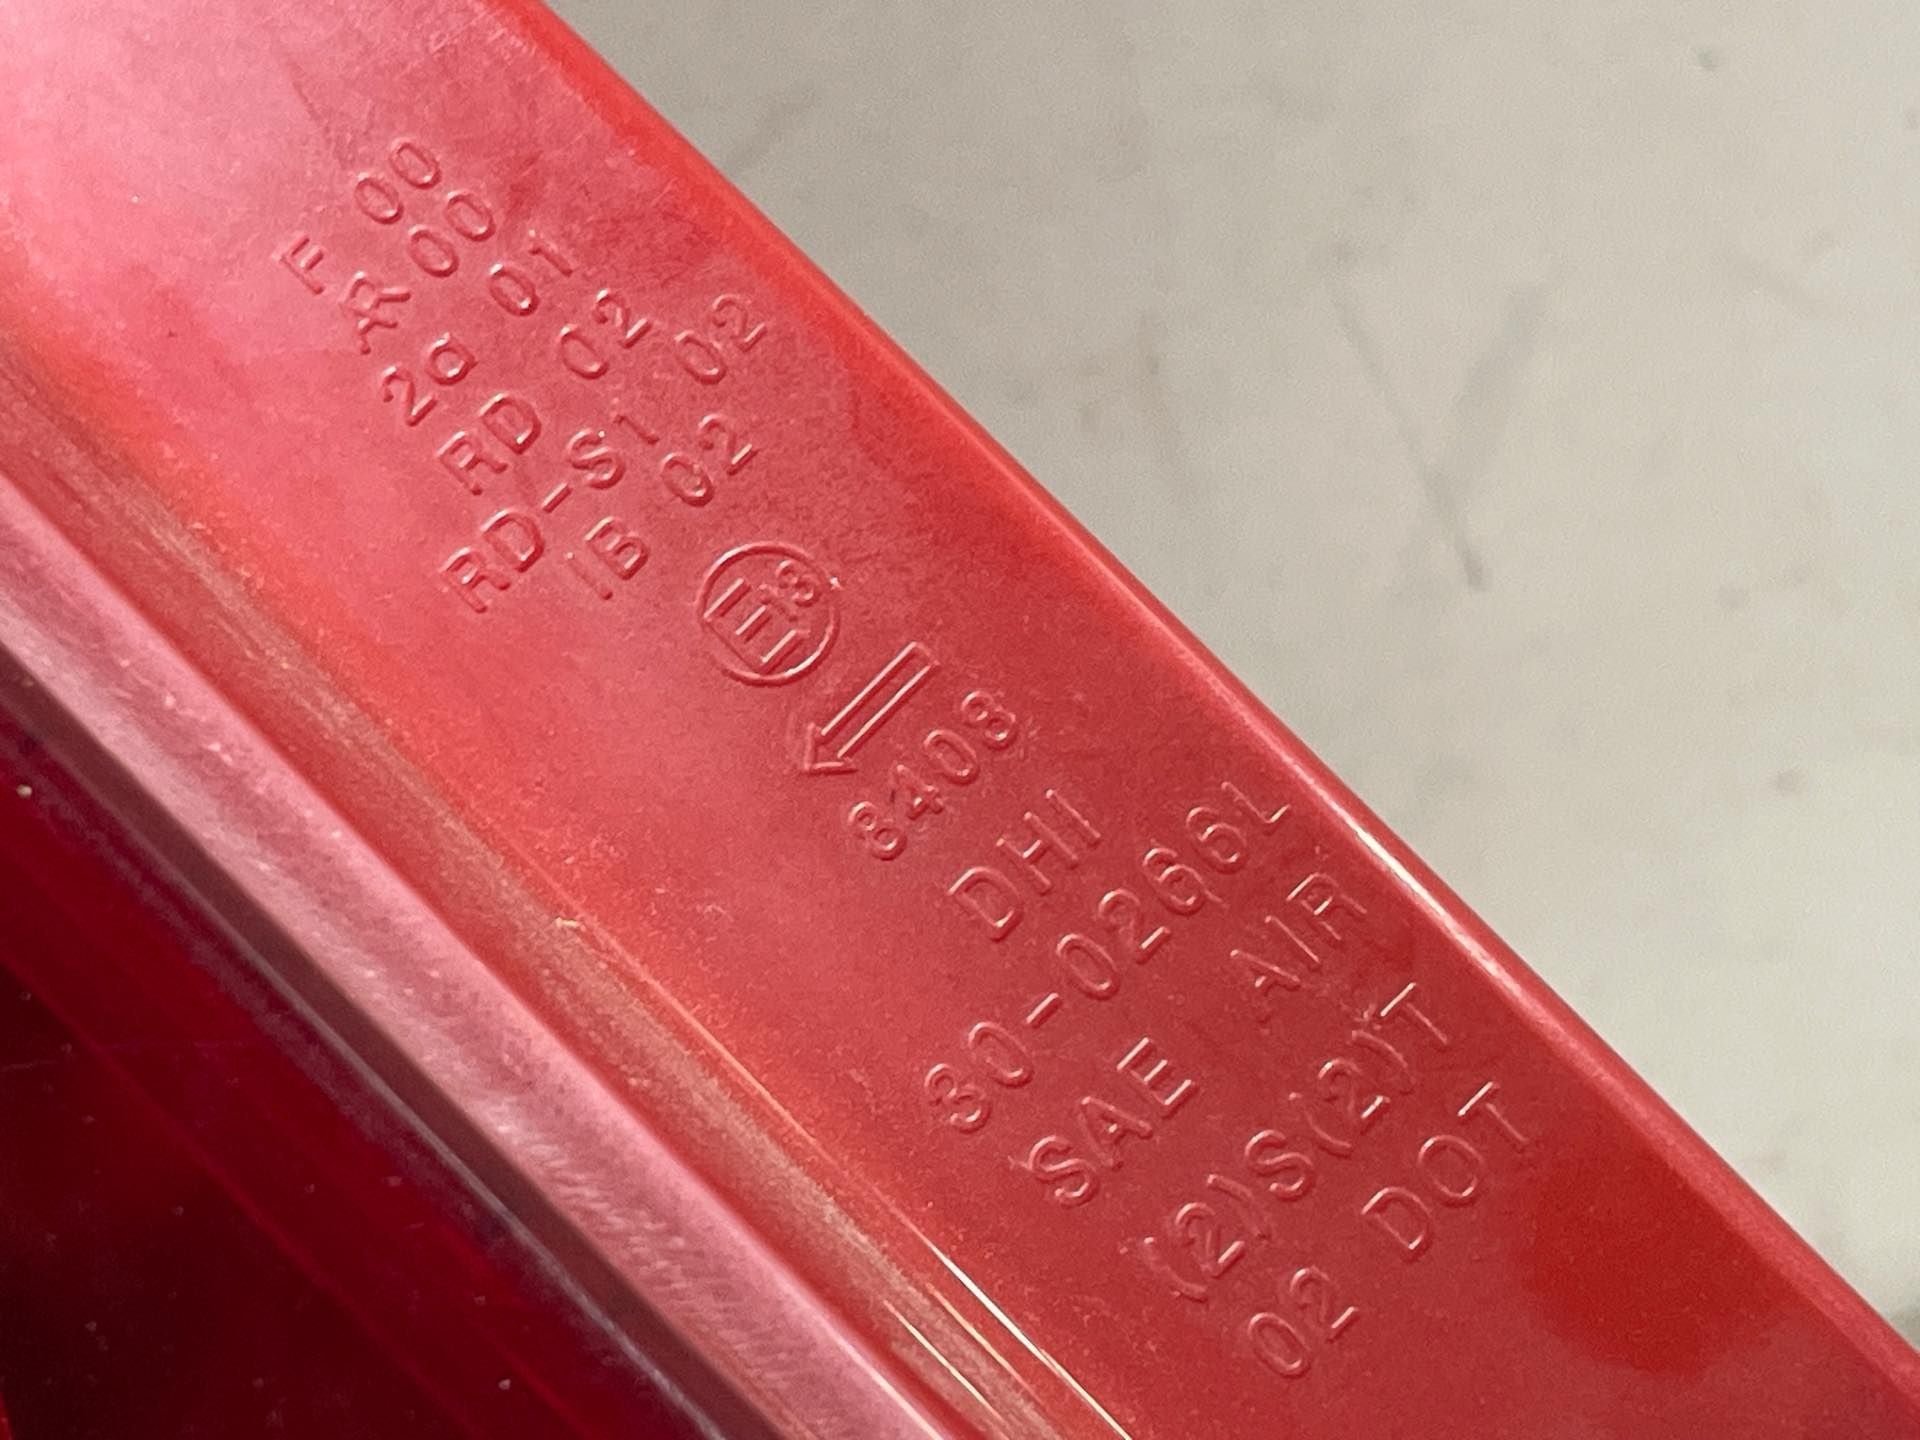 F 00
AR 00
2a 01
RD 02
RD-S1 02
IB 02
E13
8408
DHI
30-0266L
SAE AIR
(2)S(2)T
02 DOT